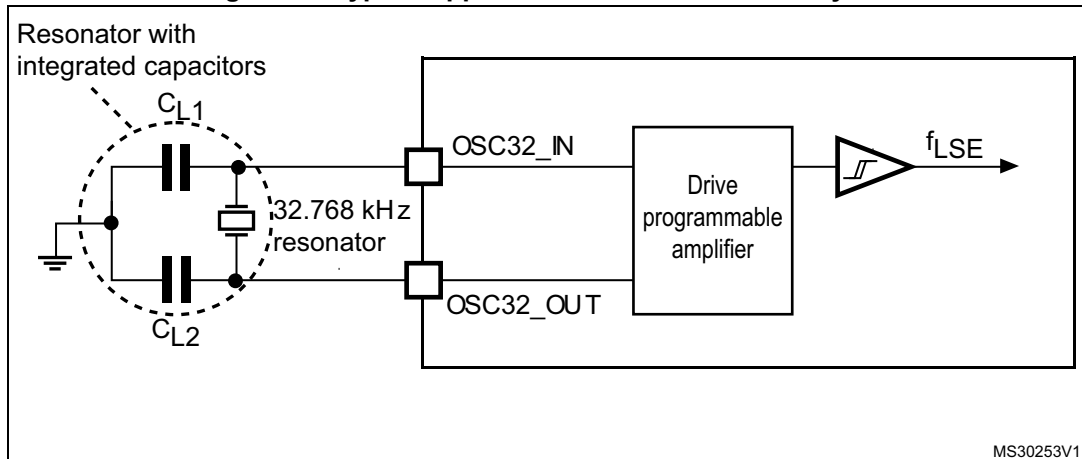 Resonator with
integrated capacitors
CL1
OSC32_IN
fLSE
Drive
programmable
amplifier
32.768 kHz
resonator
OSC32_OUT
CL2
MS30253V1